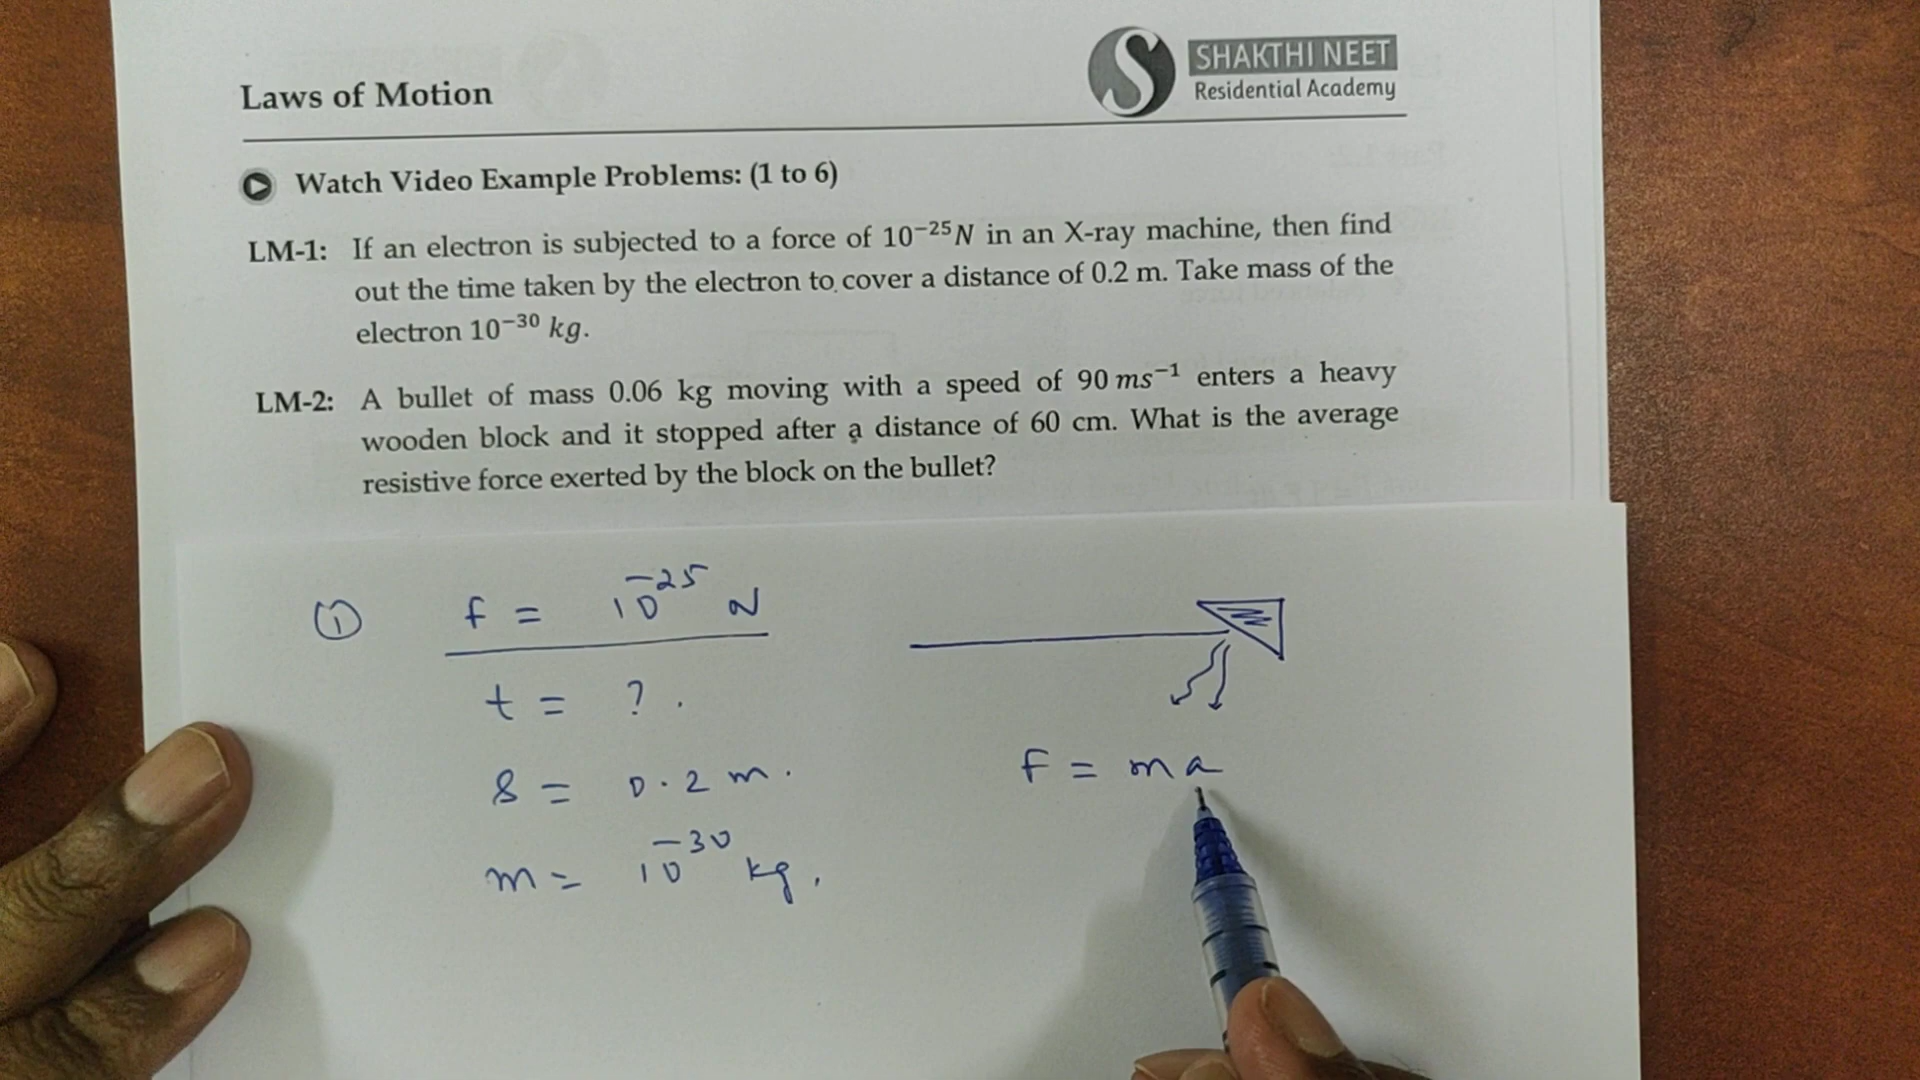 Laws of Motion
SHAKTHI NEET
Residential Academy
Watch Video Example Problems: (1 to 6)
LM-1: If an electron is subjected to a force of 10⁻²⁵N in an X-ray machine, then find
out the time taken by the electron to cover a distance of 0.2 m. Take mass of the
electron 10⁻³⁰ kg.
LM-2: A bullet of mass 0.06 kg moving with a speed of 90 ms⁻¹ enters a heavy
wooden block and it stopped after a distance of 60 cm. What is the average
resistive force exerted by the block on the bullet?
① f = 10⁻²⁵ N
t = ? .
s = 0.2 m.
m = 10⁻³⁰ kg,
F = ma